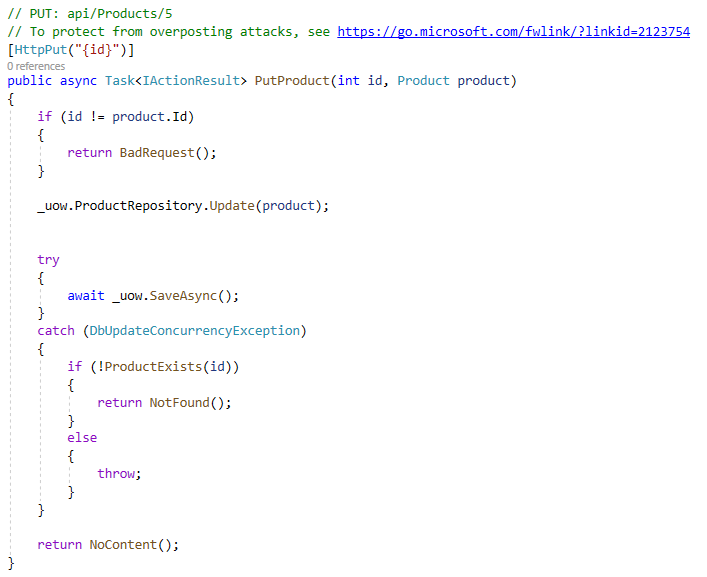 // PUT: api/Products/5
// To protect from overposting attacks, see https://go.microsoft.com/fwlink/?linkid=2123754
[HttpPut("{id}")]
0 references
public async Task<IActionResult> PutProduct(int id, Product product)
{
    if (id != product.Id)
    {
        return BadRequest();
    }

    _uow.ProductRepository.Update(product);


    try
    {
        await _uow.SaveAsync();
    }
    catch (DbUpdateConcurrencyException)
    {
        if (!ProductExists(id))
        {
            return NotFound();
        }
        else
        {
            throw;
        }
    }

    return NoContent();
}